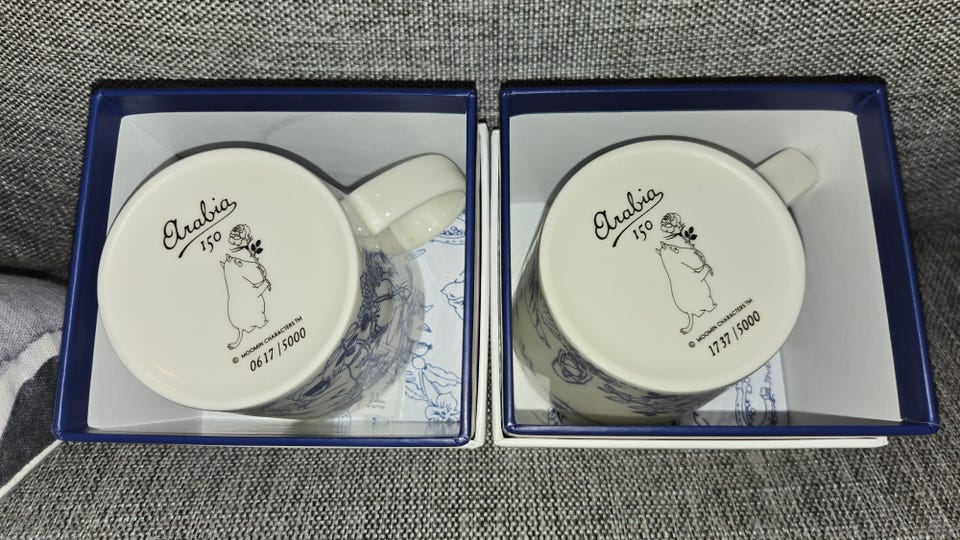 Arabia
150
© MOOMIN CHARACTERS™
0617/5000
Arabia
150
© MOOMIN CHARACTERS™
1737/5000